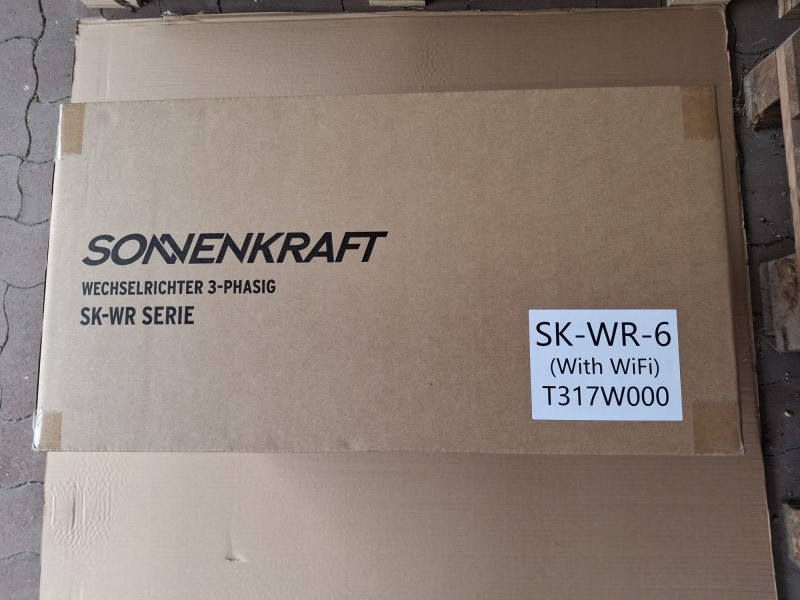 SONNENKRAFT
WECHSELRICHTER 3-PHASIG
SK-WR SERIE
SK-WR-6
(With WiFi)
T317W000